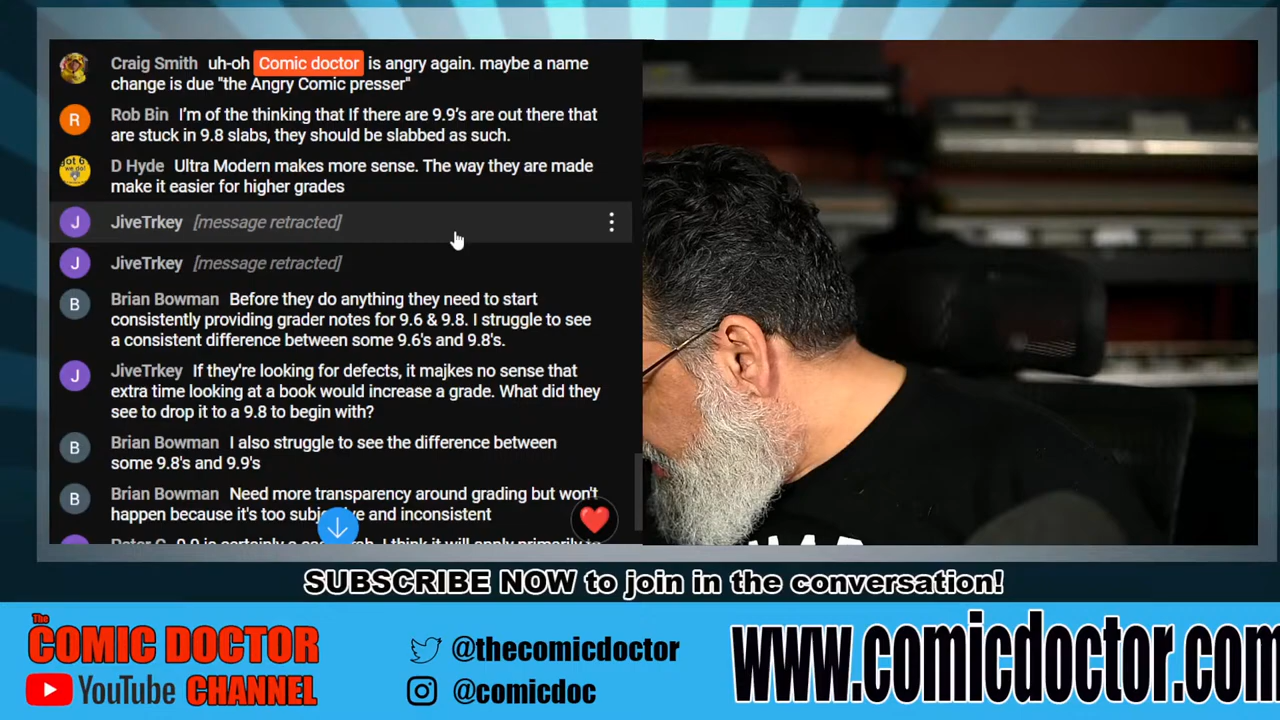 Craig Smith uh-oh Comic doctor is angry again. maybe a name
change is due "the Angry Comic presser"
R Rob Bin I'm of the thinking that If there are 9.9's are out there that
are stuck in 9.8 slabs, they should be slabbed as such.
got 6
we do!
D Hyde Ultra Modern makes more sense. The way they are made
make it easier for higher grades
J JiveTrkey [message retracted]
J JiveTrkey [message retracted]
B Brian Bowman Before they do anything they need to start
consistently providing grader notes for 9.6 & 9.8. I struggle to see
a consistent difference between some 9.6's and 9.8's.
J JiveTrkey If they're looking for defects, it majkes no sense that
extra time looking at a book would increase a grade. What did they
see to drop it to a 9.8 to begin with?
B Brian Bowman I also struggle to see the difference between
some 9.8's and 9.9's
B Brian Bowman Need more transparency around grading but won't
happen because it's too and inconsistent
SUBSCRIBE NOW to join in the conversation!
The
COMIC DOCTOR
YouTube CHANNEL
@thecomicdoctor
@comicdoc
www.comicdoctor.com